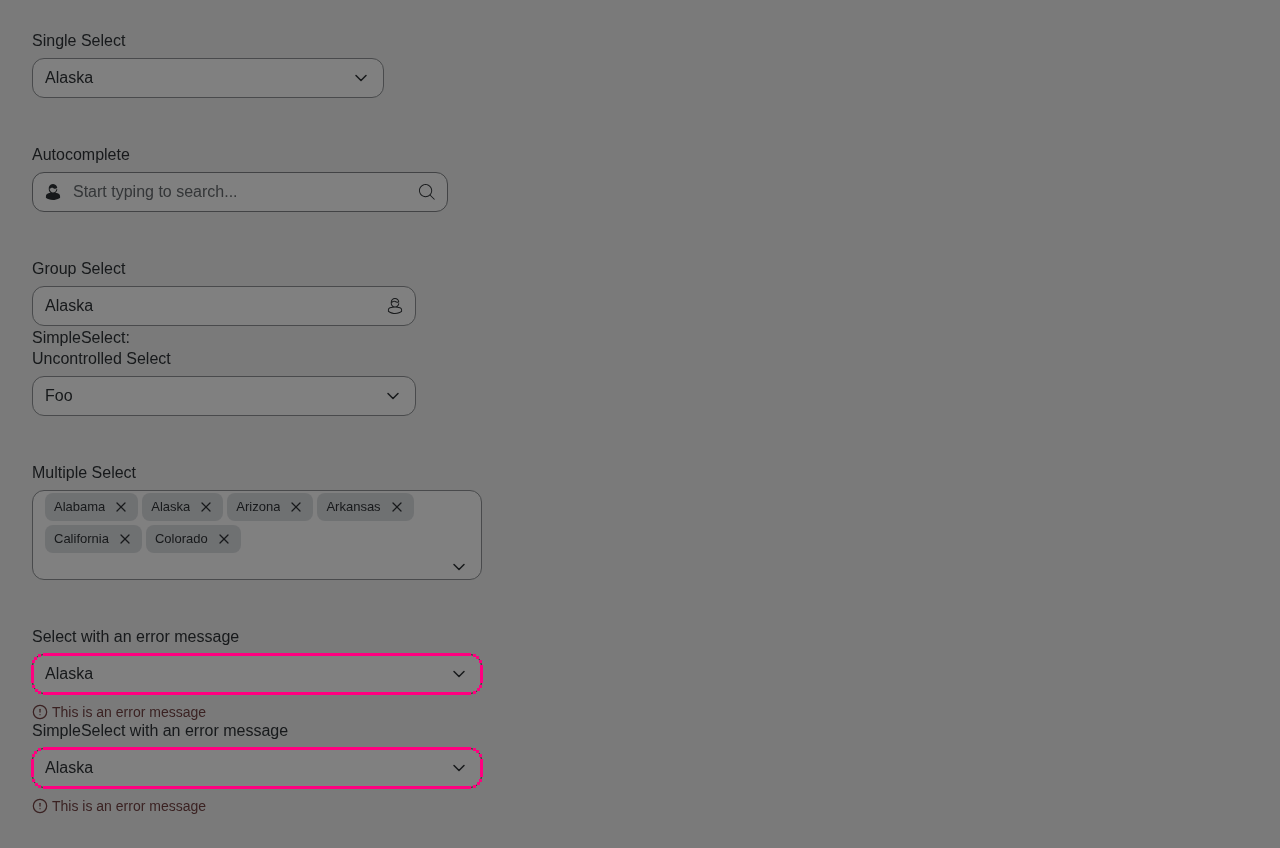 Single Select
Alaska
Autocomplete
Start typing to search...
Group Select
Alaska
SimpleSelect:
Uncontrolled Select
Foo
Multiple Select
Alabama Alaska Arizona Arkansas
California Colorado
Select with an error message
Alaska
This is an error message
SimpleSelect with an error message
Alaska
This is an error message